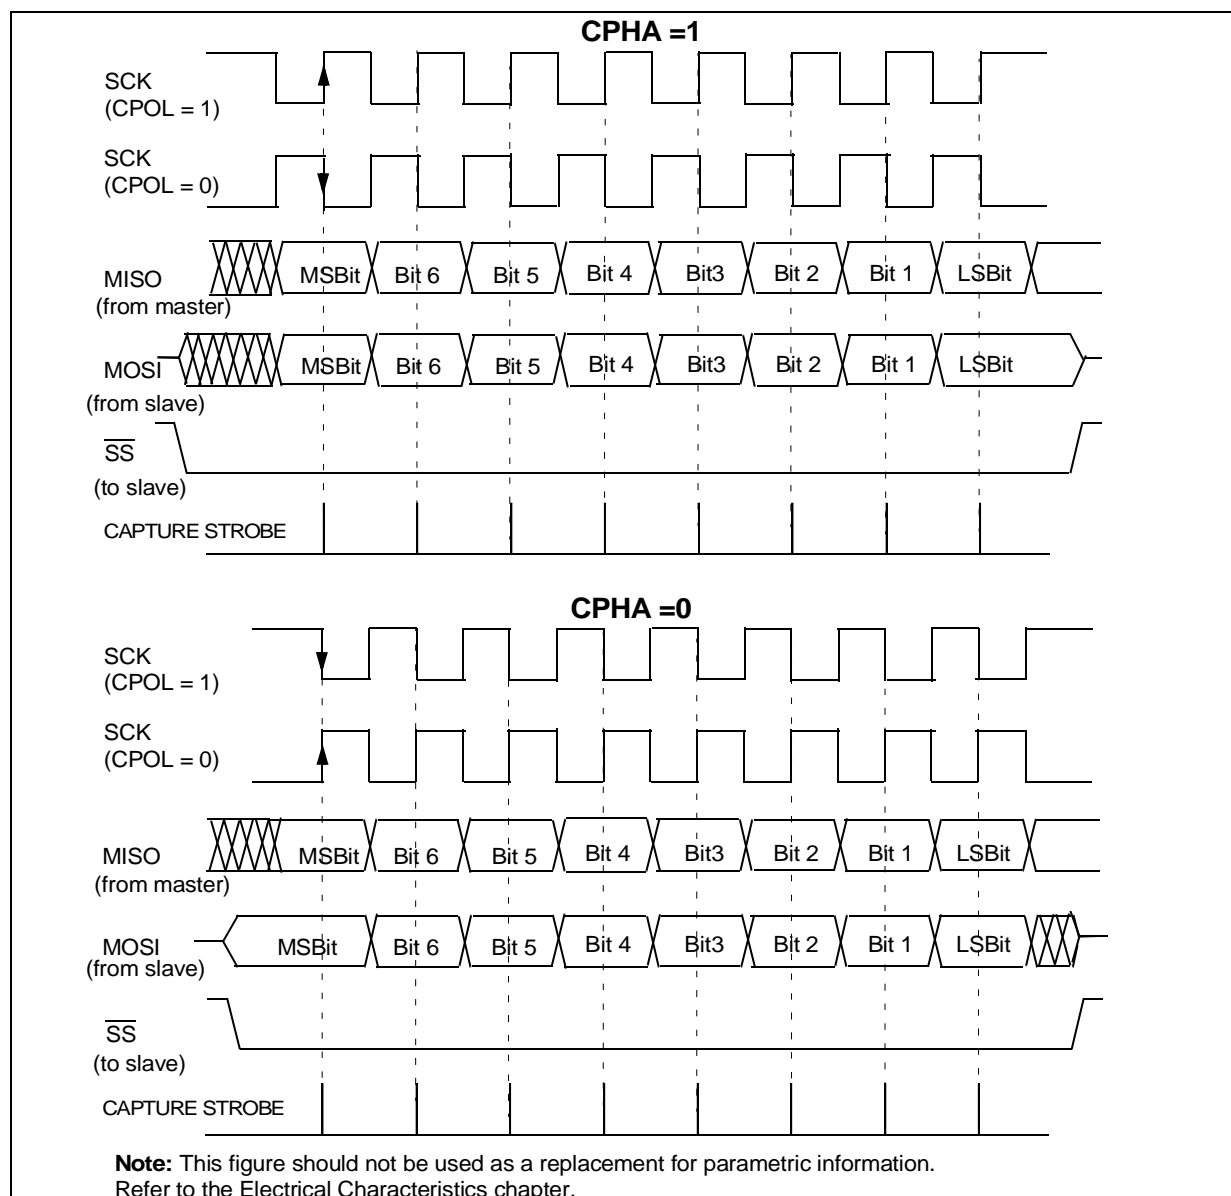 CPHA =1
SCK
(CPOL = 1)
SCK
(CPOL = 0)
MISO
(from master)
MSBit Bit 6 Bit 5 Bit 4 Bit3 Bit 2 Bit 1 LSBit
MOSI
(from slave)
MSBit Bit 6 Bit 5 Bit 4 Bit3 Bit 2 Bit 1 LSBit
SS
(to slave)
CAPTURE STROBE
CPHA =0
SCK
(CPOL = 1)
SCK
(CPOL = 0)
MISO
(from master)
MSBit Bit 6 Bit 5 Bit 4 Bit3 Bit 2 Bit 1 LSBit
MOSI
(from slave)
MSBit Bit 6 Bit 5 Bit 4 Bit3 Bit 2 Bit 1 LSBit
SS
(to slave)
CAPTURE STROBE
Note: This figure should not be used as a replacement for parametric information.
Refer to the Electrical Characteristics chapter.